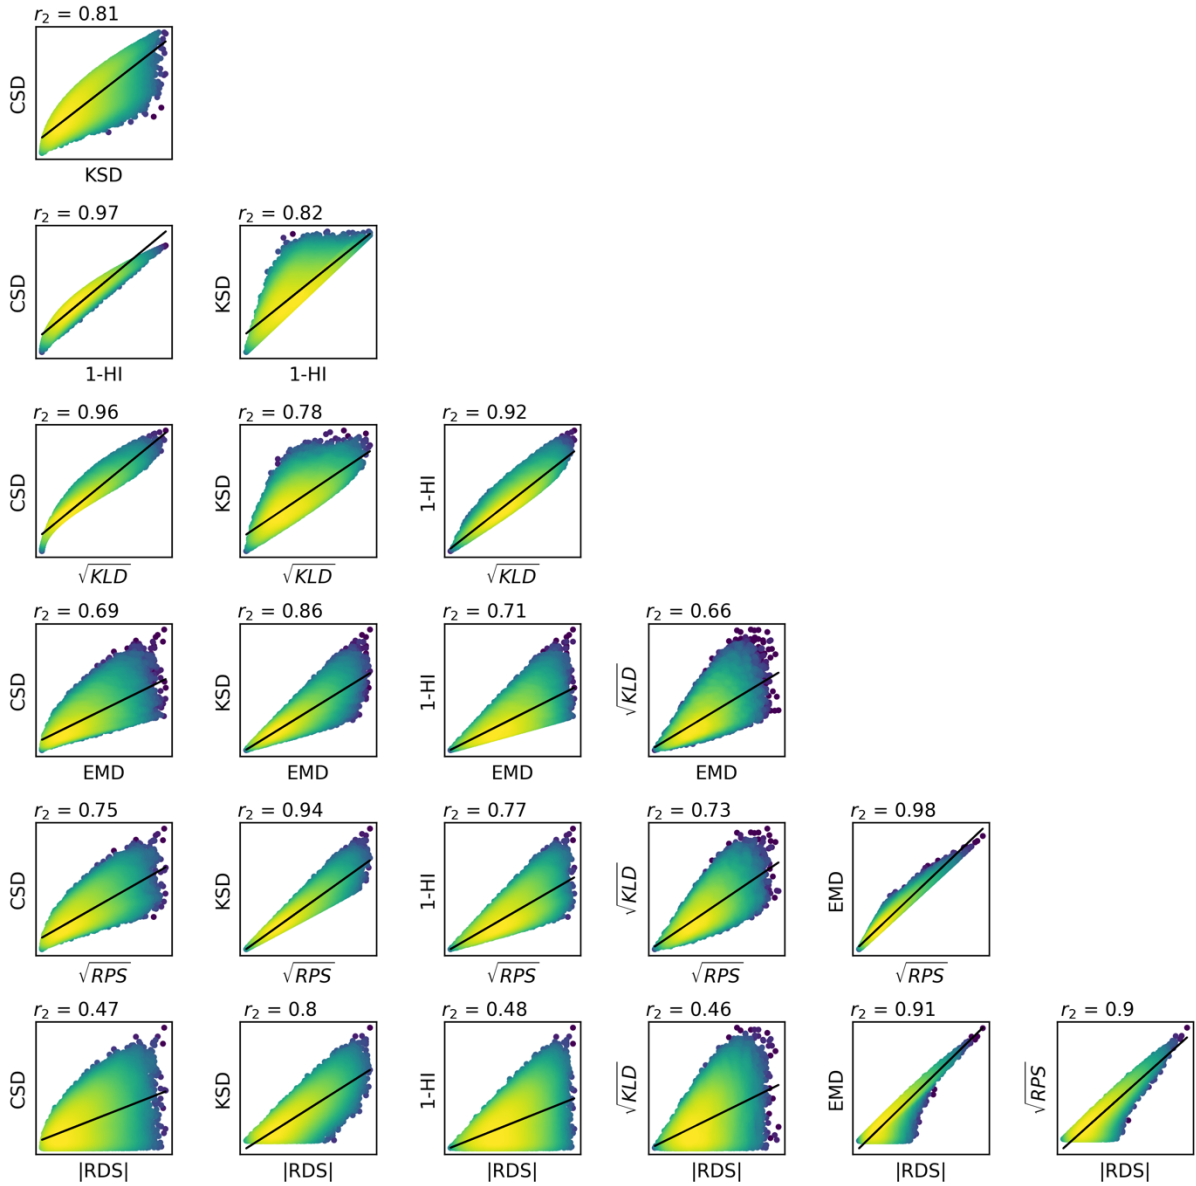 r₂ = 0.81
CSD
KSD
r₂ = 0.97 r₂ = 0.82
CSD KSD
1-HI 1-HI
r₂ = 0.96 r₂ = 0.78 r₂ = 0.92
CSD KSD 1-HI
√KLD √KLD √KLD
r₂ = 0.69 r₂ = 0.86 r₂ = 0.71 r₂ = 0.66
CSD KSD 1-HI √KLD
EMD EMD EMD EMD
r₂ = 0.75 r₂ = 0.94 r₂ = 0.77 r₂ = 0.73 r₂ = 0.98
CSD KSD 1-HI √KLD EMD
√RPS √RPS √RPS √RPS √RPS
r₂ = 0.47 r₂ = 0.8 r₂ = 0.48 r₂ = 0.46 r₂ = 0.91 r₂ = 0.9
CSD KSD 1-HI √KLD EMD √RPS
|RDS| |RDS| |RDS| |RDS| |RDS| |RDS|